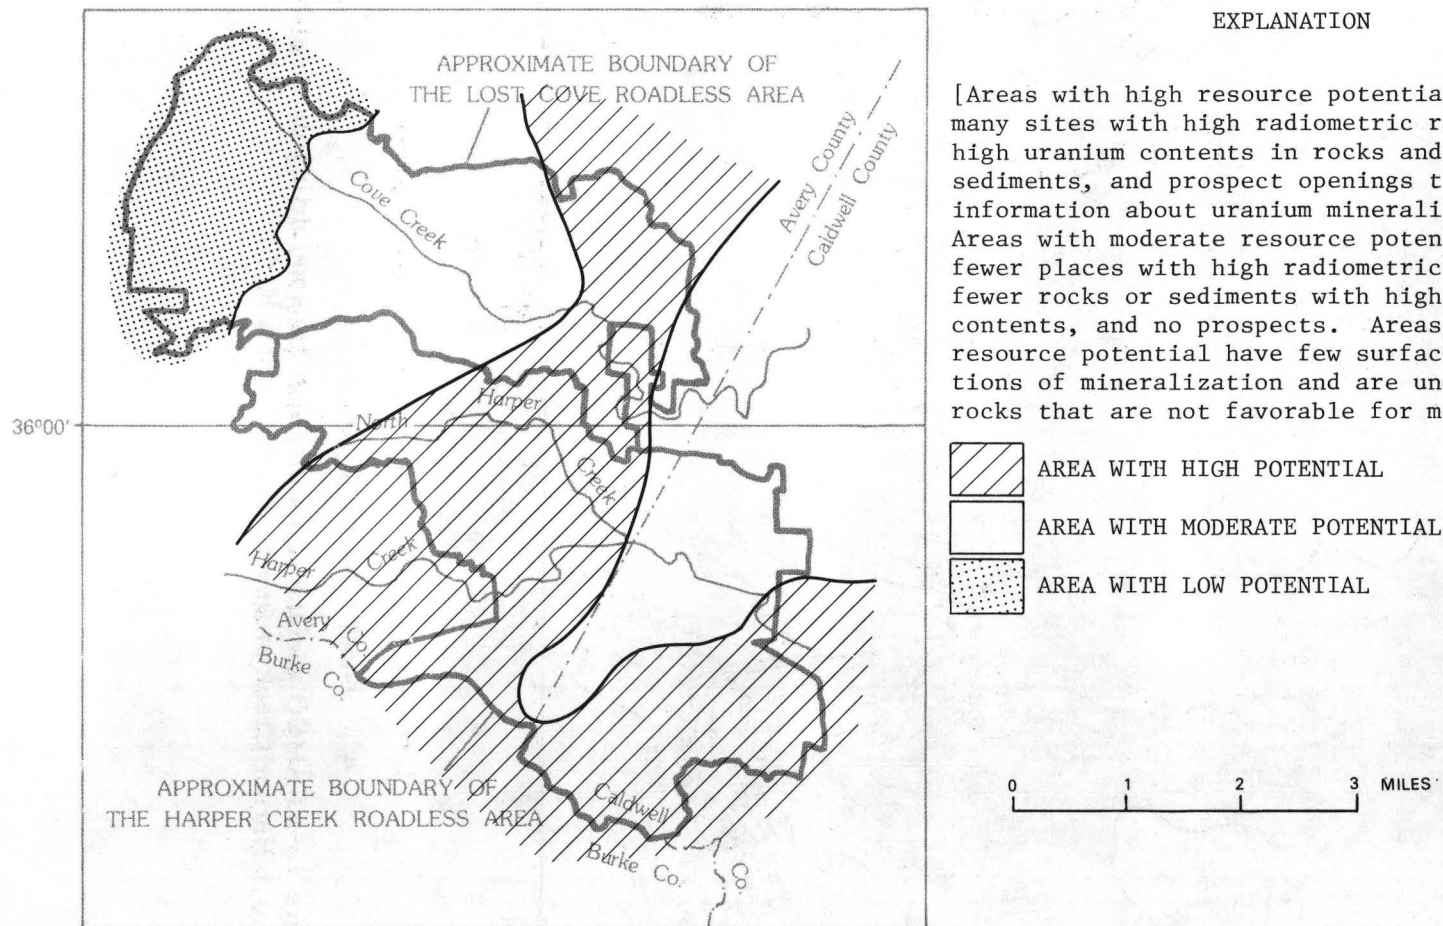 APPROXIMATE BOUNDARY OF
THE LOST COVE ROADLESS AREA
Avery County
Caldwell County
Cove Creek
36°00'
North Harper Creek
Harper Creek
Avery Co.
Burke Co.
APPROXIMATE BOUNDARY OF
THE HARPER CREEK ROADLESS AREA
Caldwell Co.
Burke Co.
EXPLANATION
[Areas with high resource potentia
many sites with high radiometric r
high uranium contents in rocks and
sediments, and prospect openings t
information about uranium minerali
Areas with moderate resource poten
fewer places with high radiometric
fewer rocks or sediments with high
contents, and no prospects. Areas
resource potential have few surfac
tions of mineralization and are un
rocks that are not favorable for m
AREA WITH HIGH POTENTIAL
AREA WITH MODERATE POTENTIAL
AREA WITH LOW POTENTIAL
0 1 2 3 MILES